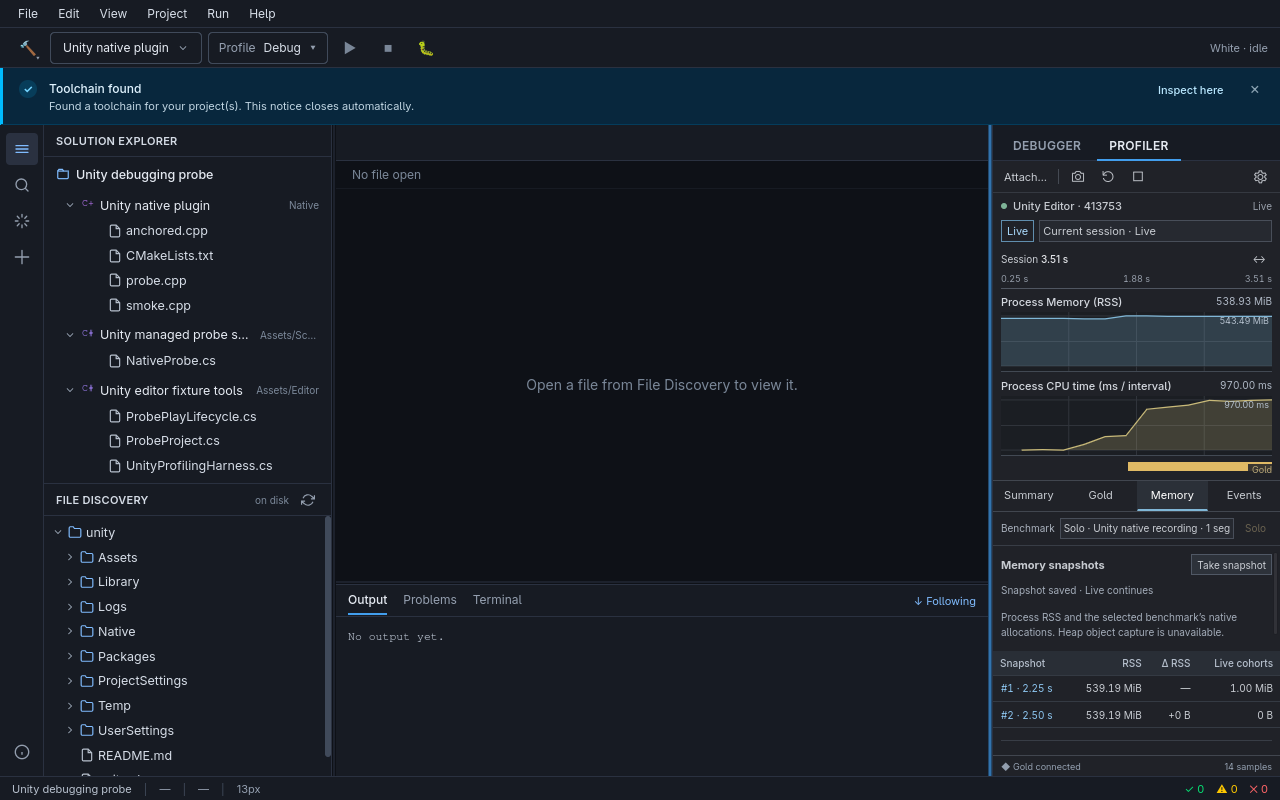 File Edit View Project Run Help
Unity native plugin
Profile Debug
White · idle
Toolchain found
Found a toolchain for your project(s). This notice closes automatically.
Inspect here
SOLUTION EXPLORER
Unity debugging probe
Unity native plugin Native
anchored.cpp
CMakeLists.txt
probe.cpp
smoke.cpp
Unity managed probe s... Assets/Sc...
NativeProbe.cs
Unity editor fixture tools Assets/Editor
ProbePlayLifecycle.cs
ProbeProject.cs
UnityProfilingHarness.cs
FILE DISCOVERY on disk
unity
Assets
Library
Logs
Native
Packages
ProjectSettings
Temp
UserSettings
README.md
No file open
Open a file from File Discovery to view it.
Output Problems Terminal
↓ Following
No output yet.
DEBUGGER PROFILER
Attach...
Unity Editor · 413753 Live
Live Current session · Live
Session 3.51 s
0.25 s 1.88 s 3.51 s
Process Memory (RSS) 538.93 MiB
543.49 MiB
Process CPU time (ms / interval) 970.00 ms
970.00 ms
Gold
Summary Gold Memory Events
Benchmark Solo · Unity native recording · 1 seg Solo
Memory snapshots Take snapshot
Snapshot saved · Live continues
Process RSS and the selected benchmark's native
allocations. Heap object capture is unavailable.
Snapshot RSS Δ RSS Live cohorts
#1 · 2.25 s 539.19 MiB — 1.00 MiB
#2 · 2.50 s 539.19 MiB +0 B 0 B
Gold connected 14 samples
Unity debugging probe — — 13px
0 0 0